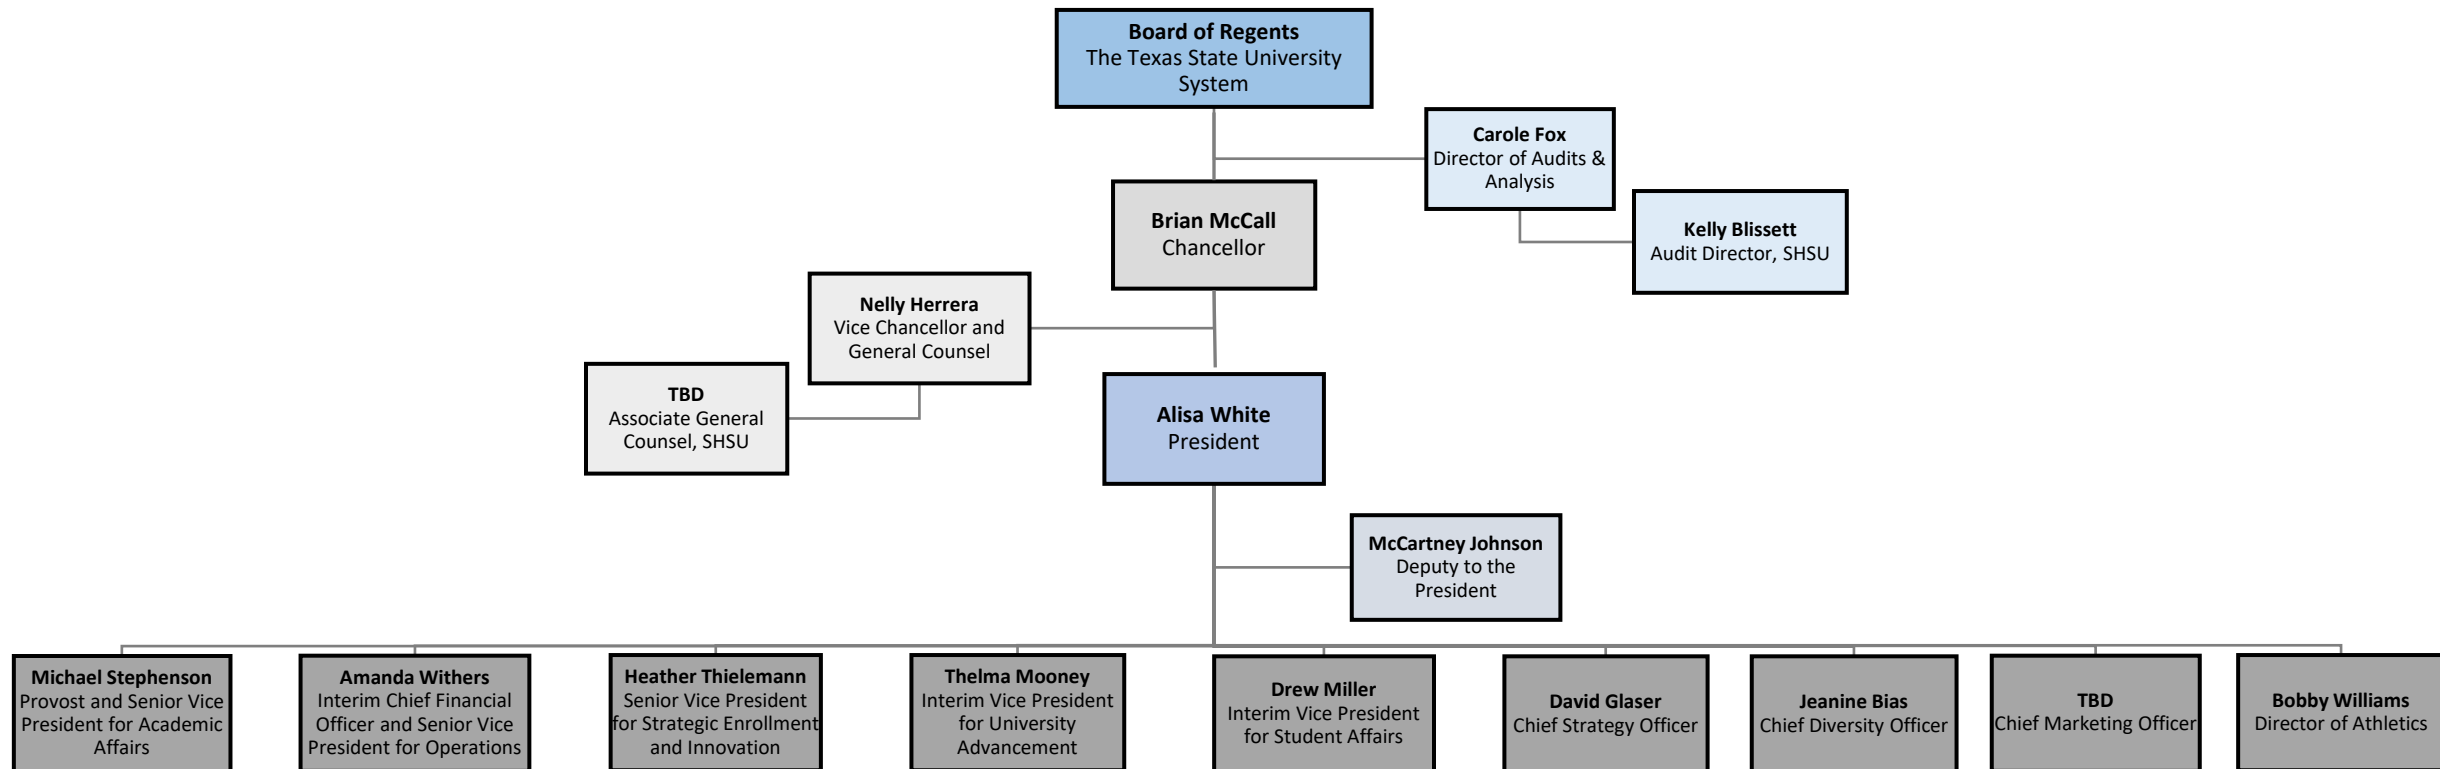 Board of Regents
The Texas State University
System
Carole Fox
Director of Audits &
Analysis
Brian McCall
Chancellor
Kelly Blissett
Audit Director, SHSU
Nelly Herrera
Vice Chancellor and
General Counsel
TBD
Associate General
Counsel, SHSU
Alisa White
President
McCartney Johnson
Deputy to the
President
Michael Stephenson
Provost and Senior Vice
President for Academic
Affairs
Amanda Withers
Interim Chief Financial
Officer and Senior Vice
President for Operations
Heather Thielemann
Senior Vice President
for Strategic Enrollment
and Innovation
Thelma Mooney
Interim Vice President
for University
Advancement
Drew Miller
Interim Vice President
for Student Affairs
David Glaser
Chief Strategy Officer
Jeanine Bias
Chief Diversity Officer
TBD
Chief Marketing Officer
Bobby Williams
Director of Athletics